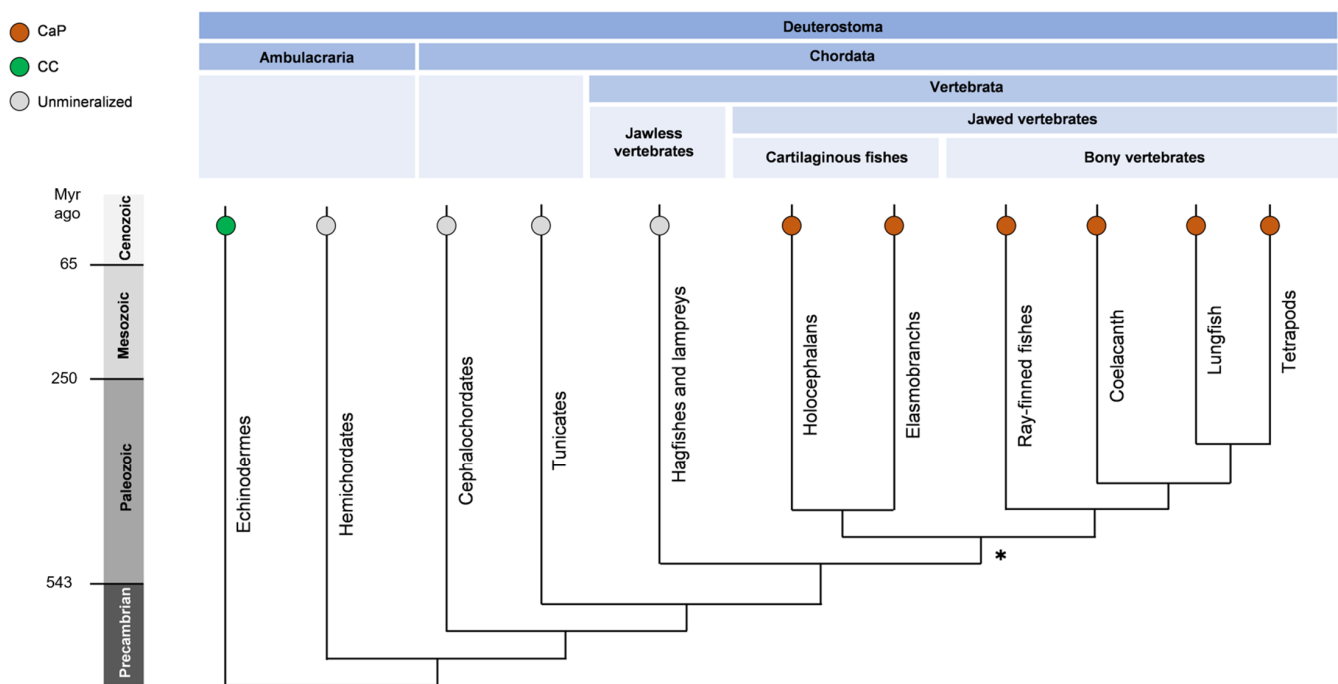 CaP
CC
Unmineralized
Deuterostoma
Ambulacraria
Chordata
Vertebrata
Jawless
vertebrates
Jawed vertebrates
Cartilaginous fishes
Bony vertebrates
Myr
ago
65
250
543
Cenozoic
Mesozoic
Paleozoic
Precambrian
Echinodermes
Hemichordates
Cephalochordates
Tunicates
Hagfishes and lampreys
Holocephalans
Elasmobranchs
Ray-finned fishes
Coelacanth
Lungfish
Tetrapods
*